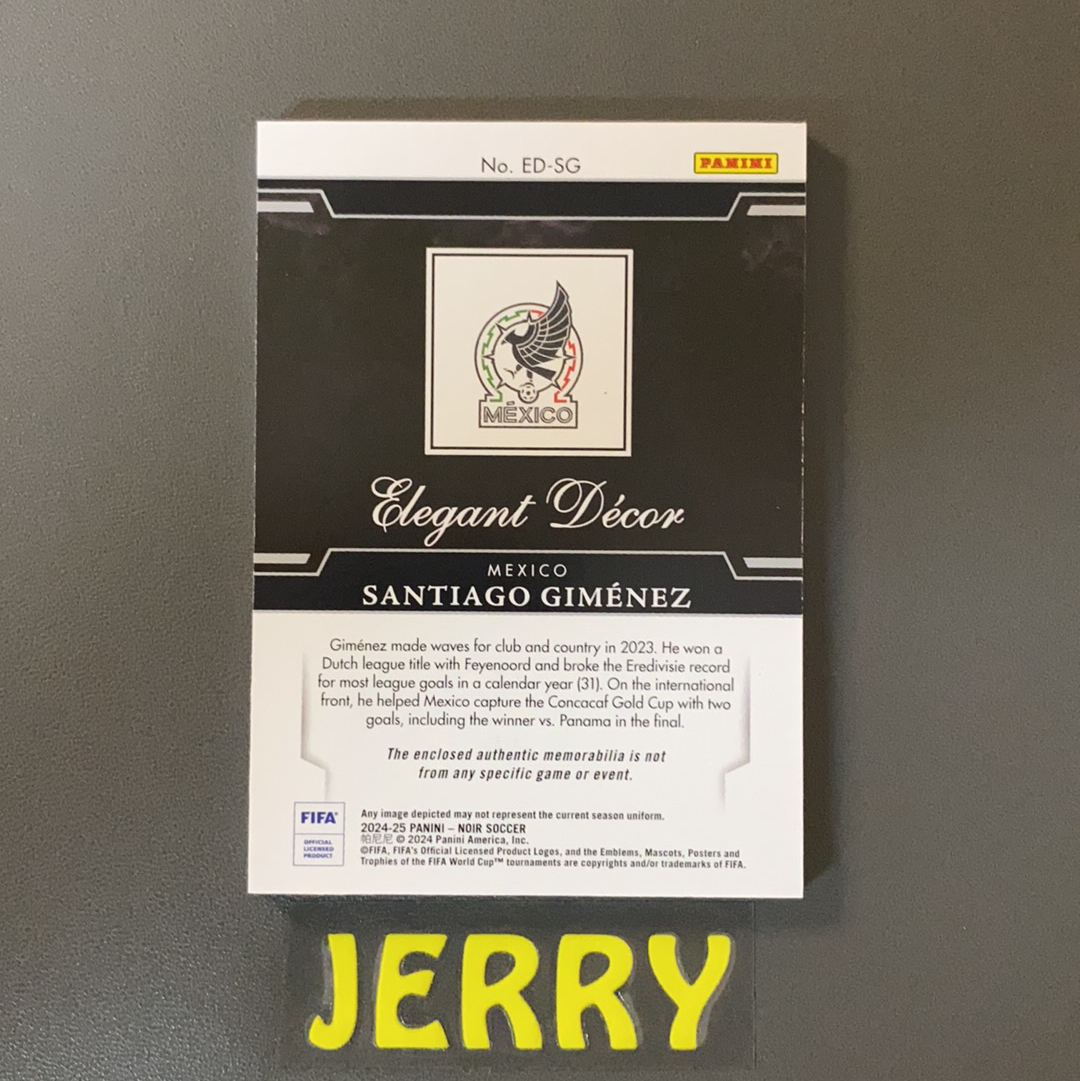 No. ED-SG
PANINI
MÉXICO
Elegant Décor
MEXICO
SANTIAGO GIMÉNEZ
Giménez made waves for club and country in 2023. He won a
Dutch league title with Feyenoord and broke the Eredivisie record
for most league goals in a calendar year (31). On the international
front, he helped Mexico capture the Concacaf Gold Cup with two
goals, including the winner vs. Panama in the final.
The enclosed authentic memorabilia is not
from any specific game or event.
FIFA®
OFFICIAL
LICENSED
PRODUCT
Any image depicted may not represent the current season uniform.
2024-25 PANINI – NOIR SOCCER
帕尼尼 © 2024 Panini America, Inc.
©FIFA, FIFA's Official Licensed Product Logos, and the Emblems, Mascots, Posters and
Trophies of the FIFA World Cup™ tournaments are copyrights and/or trademarks of FIFA.
JERRY